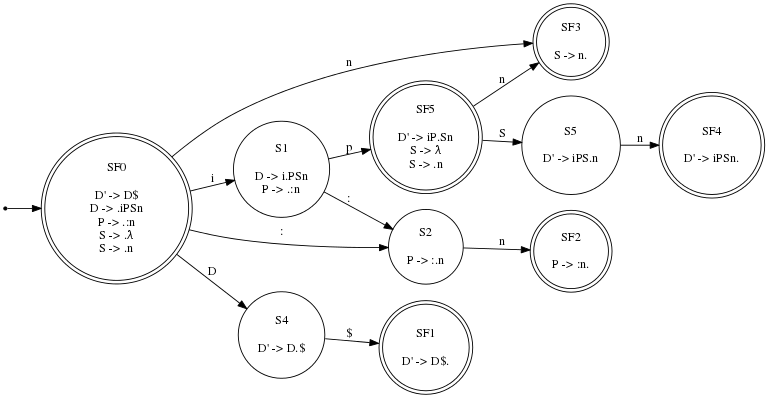 SF3
S -> n.
n
SF5
D' -> iP.Sn
S -> λ
S -> .n
n
S
S5
D' -> iPS.n
n
SF4
D' -> iPSn.
SF0
D' -> D$
D -> .iPSn
P -> .:n
S -> .λ
S -> .n
i
S1
D -> i.PSn
P -> .:n
p
:
:
S2
P -> :.n
n
SF2
P -> :n.
D
S4
D' -> D.$
$
SF1
D' -> D$.